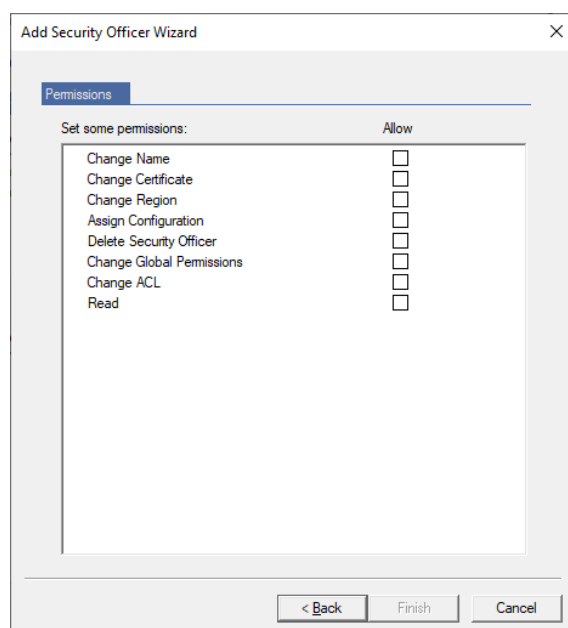 Add Security Officer Wizard
Permissions
Set some permissions: Allow
Change Name
Change Certificate
Change Region
Assign Configuration
Delete Security Officer
Change Global Permissions
Change ACL
Read
< Back Finish Cancel